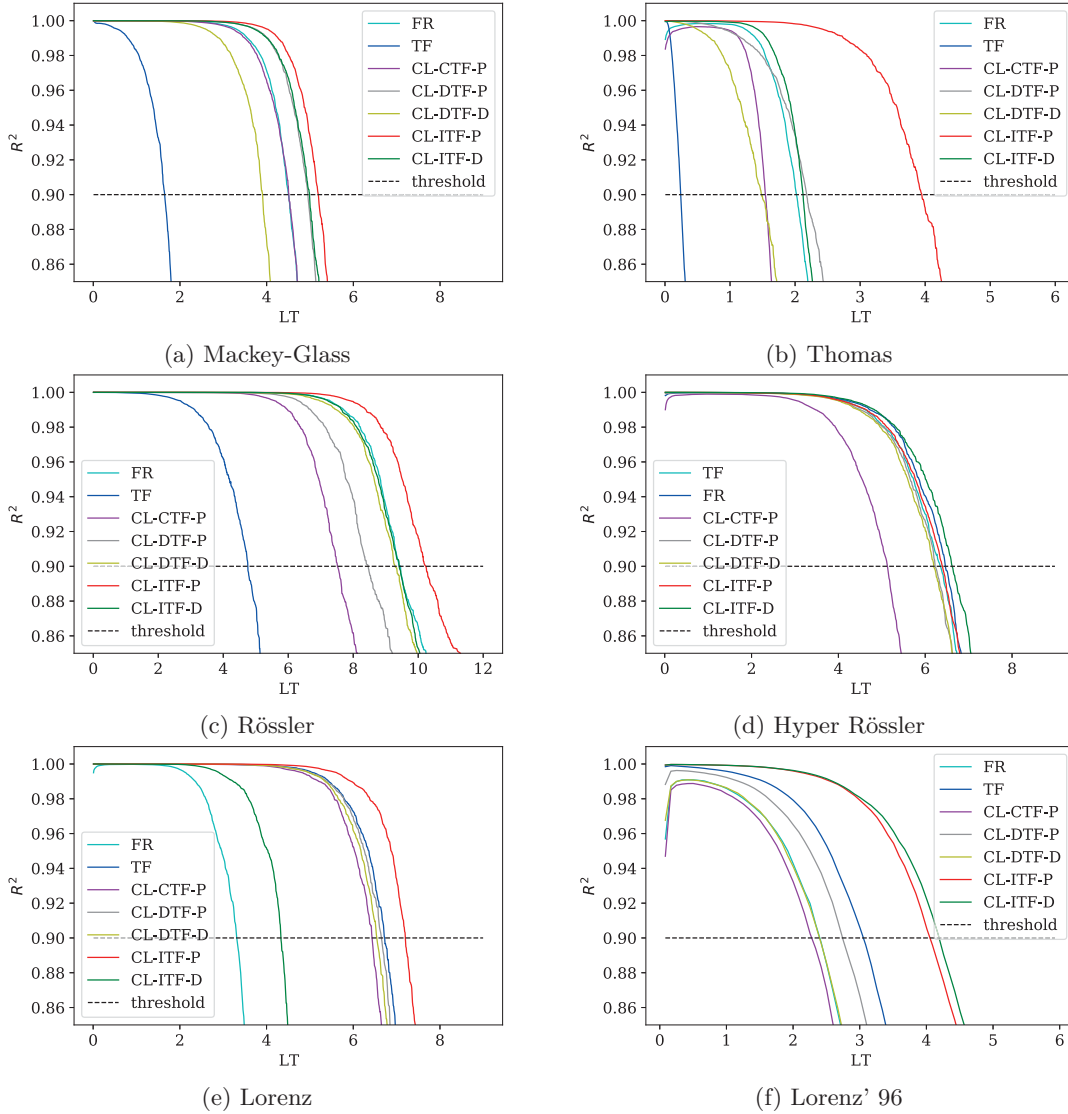 1.00
0.98
0.96
0.94
0.92
0.90
0.88
0.86
R²
0 2 4 6 8
LT
FR
TF
CL-CTF-P
CL-DTF-P
CL-DTF-D
CL-ITF-P
CL-ITF-D
threshold
(a) Mackey-Glass
1.00
0.98
0.96
0.94
0.92
0.90
0.88
0.86
R²
0 1 2 3 4 5 6
LT
FR
TF
CL-CTF-P
CL-DTF-P
CL-DTF-D
CL-ITF-P
CL-ITF-D
threshold
(b) Thomas
1.00
0.98
0.96
0.94
0.92
0.90
0.88
0.86
R²
0 2 4 6 8 10 12
LT
FR
TF
CL-CTF-P
CL-DTF-P
CL-DTF-D
CL-ITF-P
CL-ITF-D
threshold
(c) Rössler
1.00
0.98
0.96
0.94
0.92
0.90
0.88
0.86
R²
0 2 4 6 8
LT
TF
FR
CL-CTF-P
CL-DTF-P
CL-DTF-D
CL-ITF-P
CL-ITF-D
threshold
(d) Hyper Rössler
1.00
0.98
0.96
0.94
0.92
0.90
0.88
0.86
R²
0 2 4 6 8
LT
FR
TF
CL-CTF-P
CL-DTF-P
CL-DTF-D
CL-ITF-P
CL-ITF-D
threshold
(e) Lorenz
1.00
0.98
0.96
0.94
0.92
0.90
0.88
0.86
R²
0 1 2 3 4 5 6
LT
FR
TF
CL-CTF-P
CL-DTF-P
CL-DTF-D
CL-ITF-P
CL-ITF-D
threshold
(f) Lorenz' 96